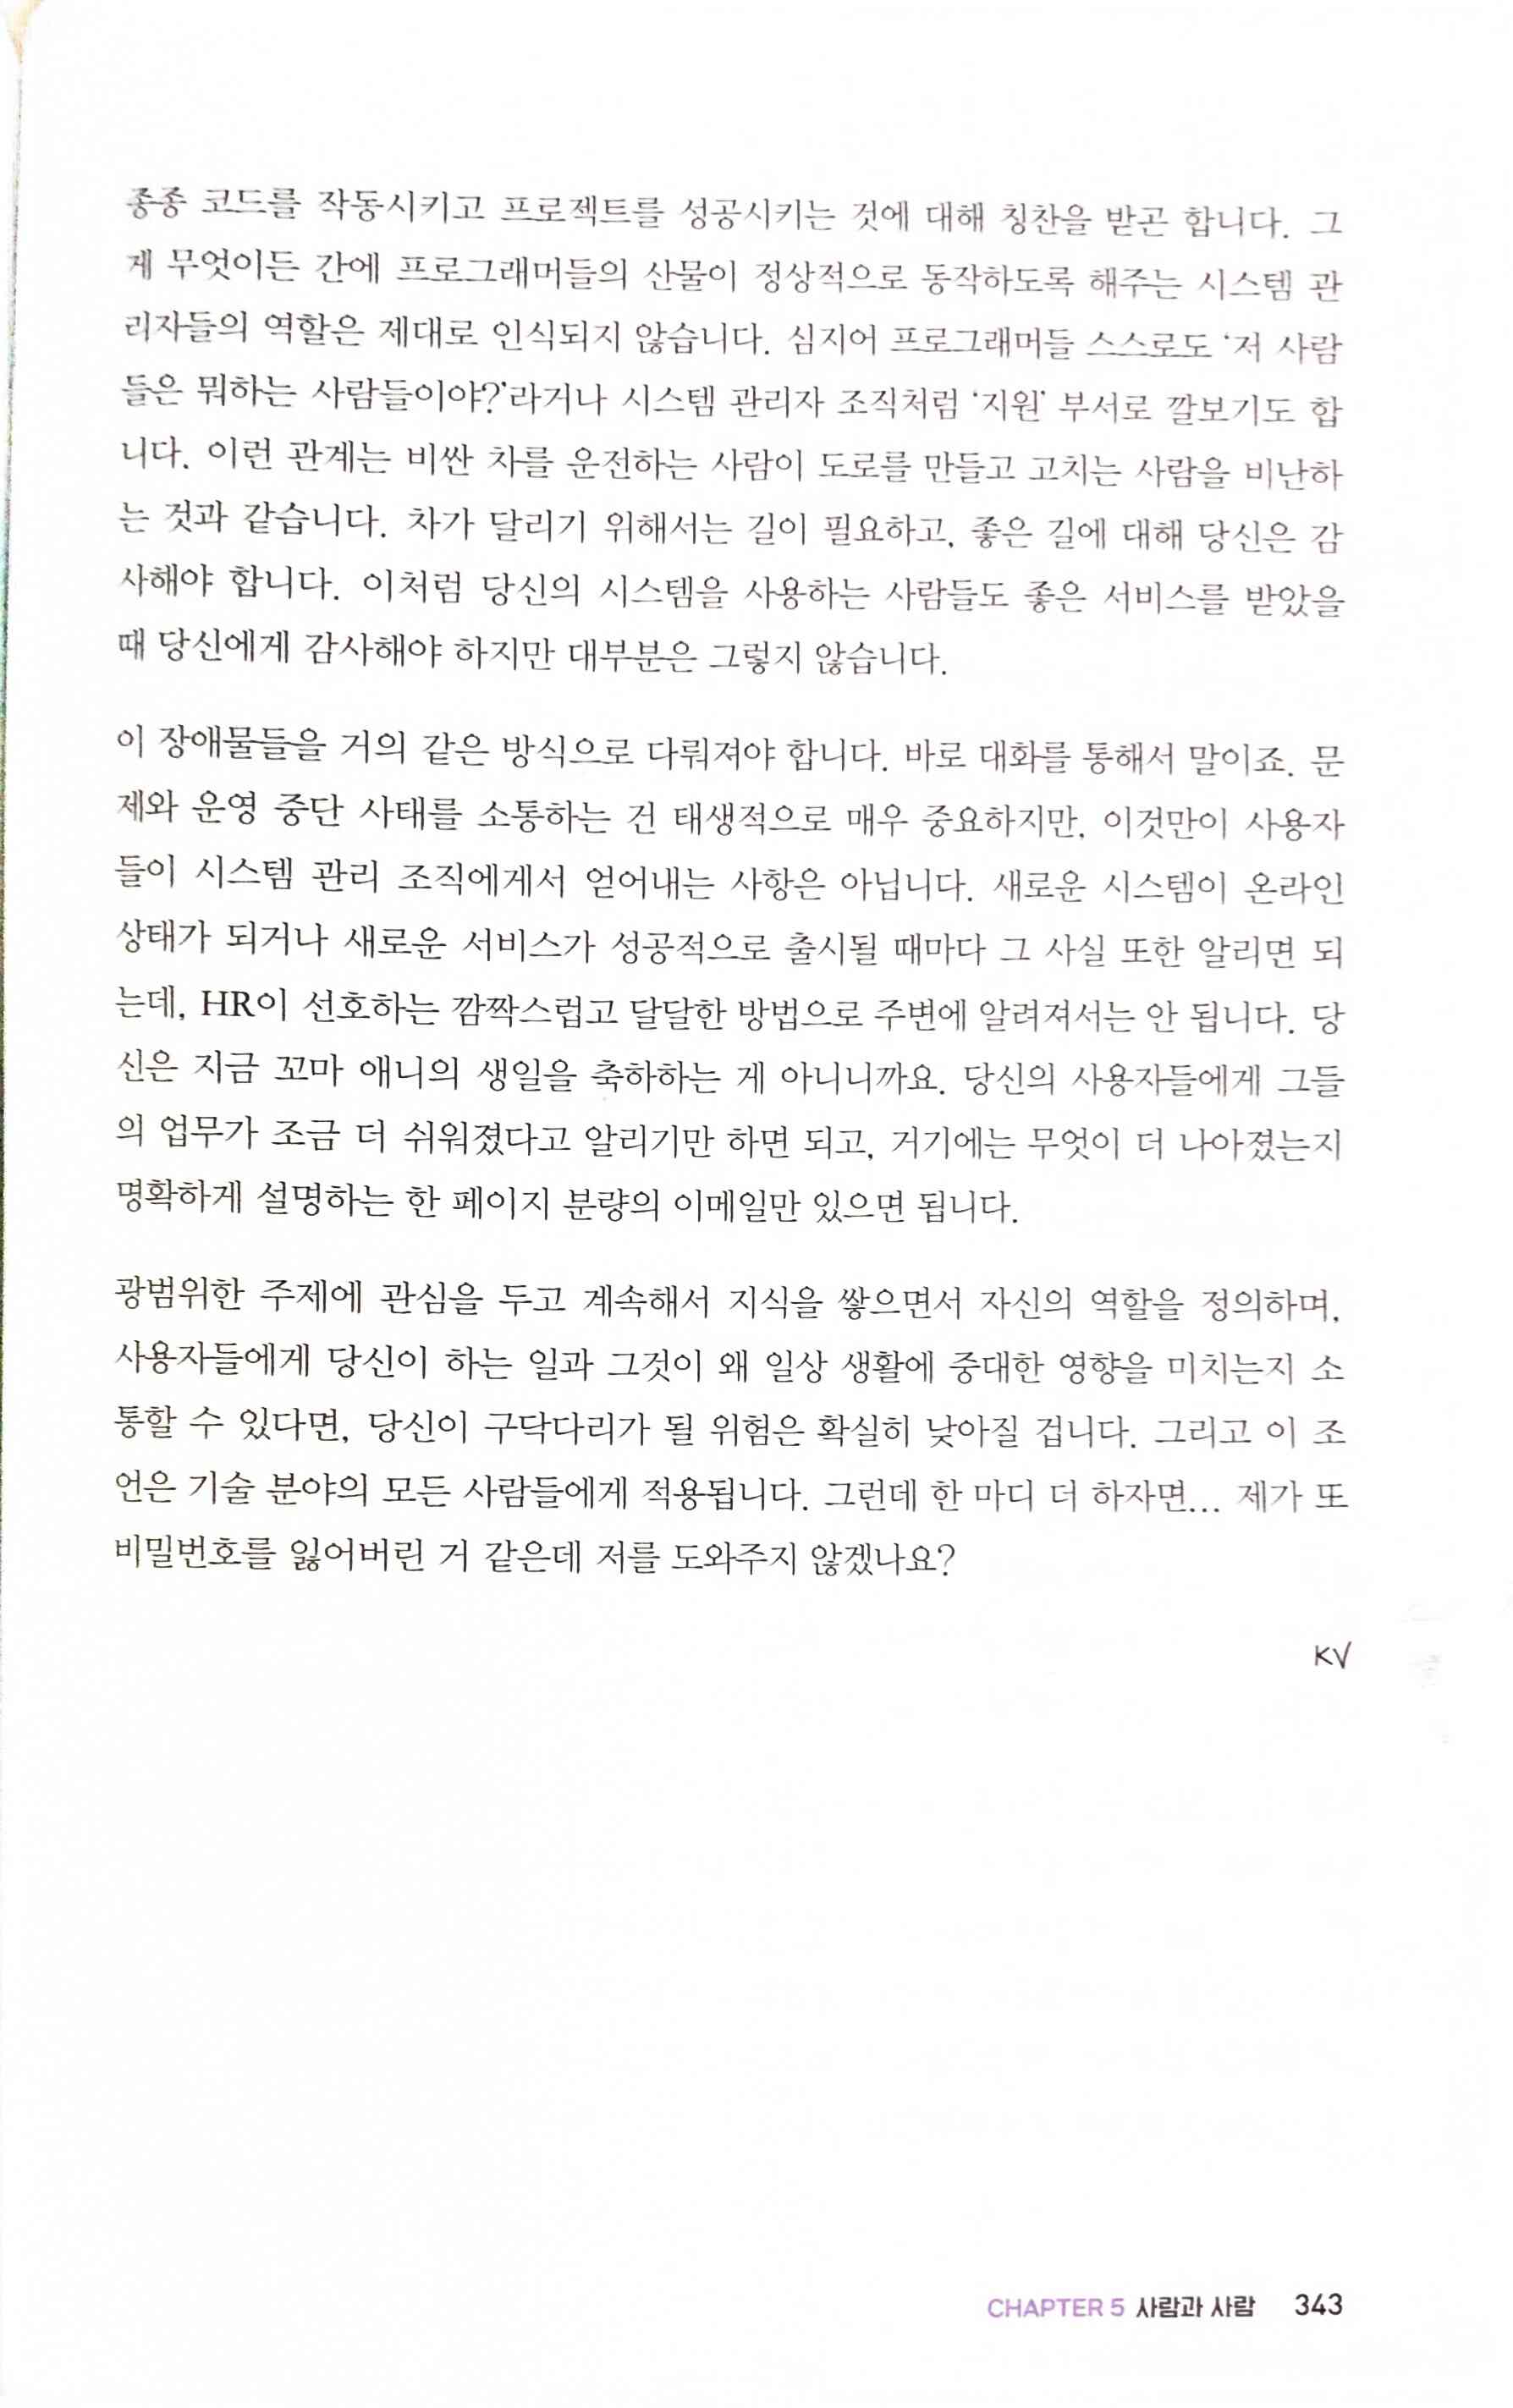 종종 코드를 작동시키고 프로젝트를 성공시키는 것에 대해 칭찬을 받곤 합니다. 그
게 무엇이든 간에 프로그래머들의 산물이 정상적으로 동작하도록 해주는 시스템 관
리자들의 역할은 제대로 인식되지 않습니다. 심지어 프로그래머들 스스로도 '저 사람
들은 뭐하는 사람들이야?'라거나 시스템 관리자 조직처럼 '지원' 부서로 깔보기도 합
니다. 이런 관계는 비싼 차를 운전하는 사람이 도로를 만들고 고치는 사람을 비난하
는 것과 같습니다. 차가 달리기 위해서는 길이 필요하고, 좋은 길에 대해 당신은 감
사해야 합니다. 이처럼 당신의 시스템을 사용하는 사람들도 좋은 서비스를 받았을
때 당신에게 감사해야 하지만 대부분은 그렇지 않습니다.
이 장애물들을 거의 같은 방식으로 다뤄져야 합니다. 바로 대화를 통해서 말이죠. 문
제와 운영 중단 사태를 소통하는 건 태생적으로 매우 중요하지만, 이것만이 사용자
들이 시스템 관리 조직에게서 얻어내는 사항은 아닙니다. 새로운 시스템이 온라인
상태가 되거나 새로운 서비스가 성공적으로 출시될 때마다 그 사실 또한 알리면 되
는데, HR이 선호하는 깜짝스럽고 달달한 방법으로 주변에 알려져서는 안 됩니다. 당
신은 지금 꼬마 애니의 생일을 축하하는 게 아니니까요. 당신의 사용자들에게 그들
의 업무가 조금 더 쉬워졌다고 알리기만 하면 되고, 거기에는 무엇이 더 나아졌는지
명확하게 설명하는 한 페이지 분량의 이메일만 있으면 됩니다.
광범위한 주제에 관심을 두고 계속해서 지식을 쌓으면서 자신의 역할을 정의하며,
사용자들에게 당신이 하는 일과 그것이 왜 일상 생활에 중대한 영향을 미치는지 소
통할 수 있다면, 당신이 구닥다리가 될 위험은 확실히 낮아질 겁니다. 그리고 이 조
언은 기술 분야의 모든 사람들에게 적용됩니다. 그런데 한 마디 더 하자면... 제가 또
비밀번호를 잃어버린 거 같은데 저를 도와주지 않겠나요?
KV
CHAPTER 5 사람과 사람 343